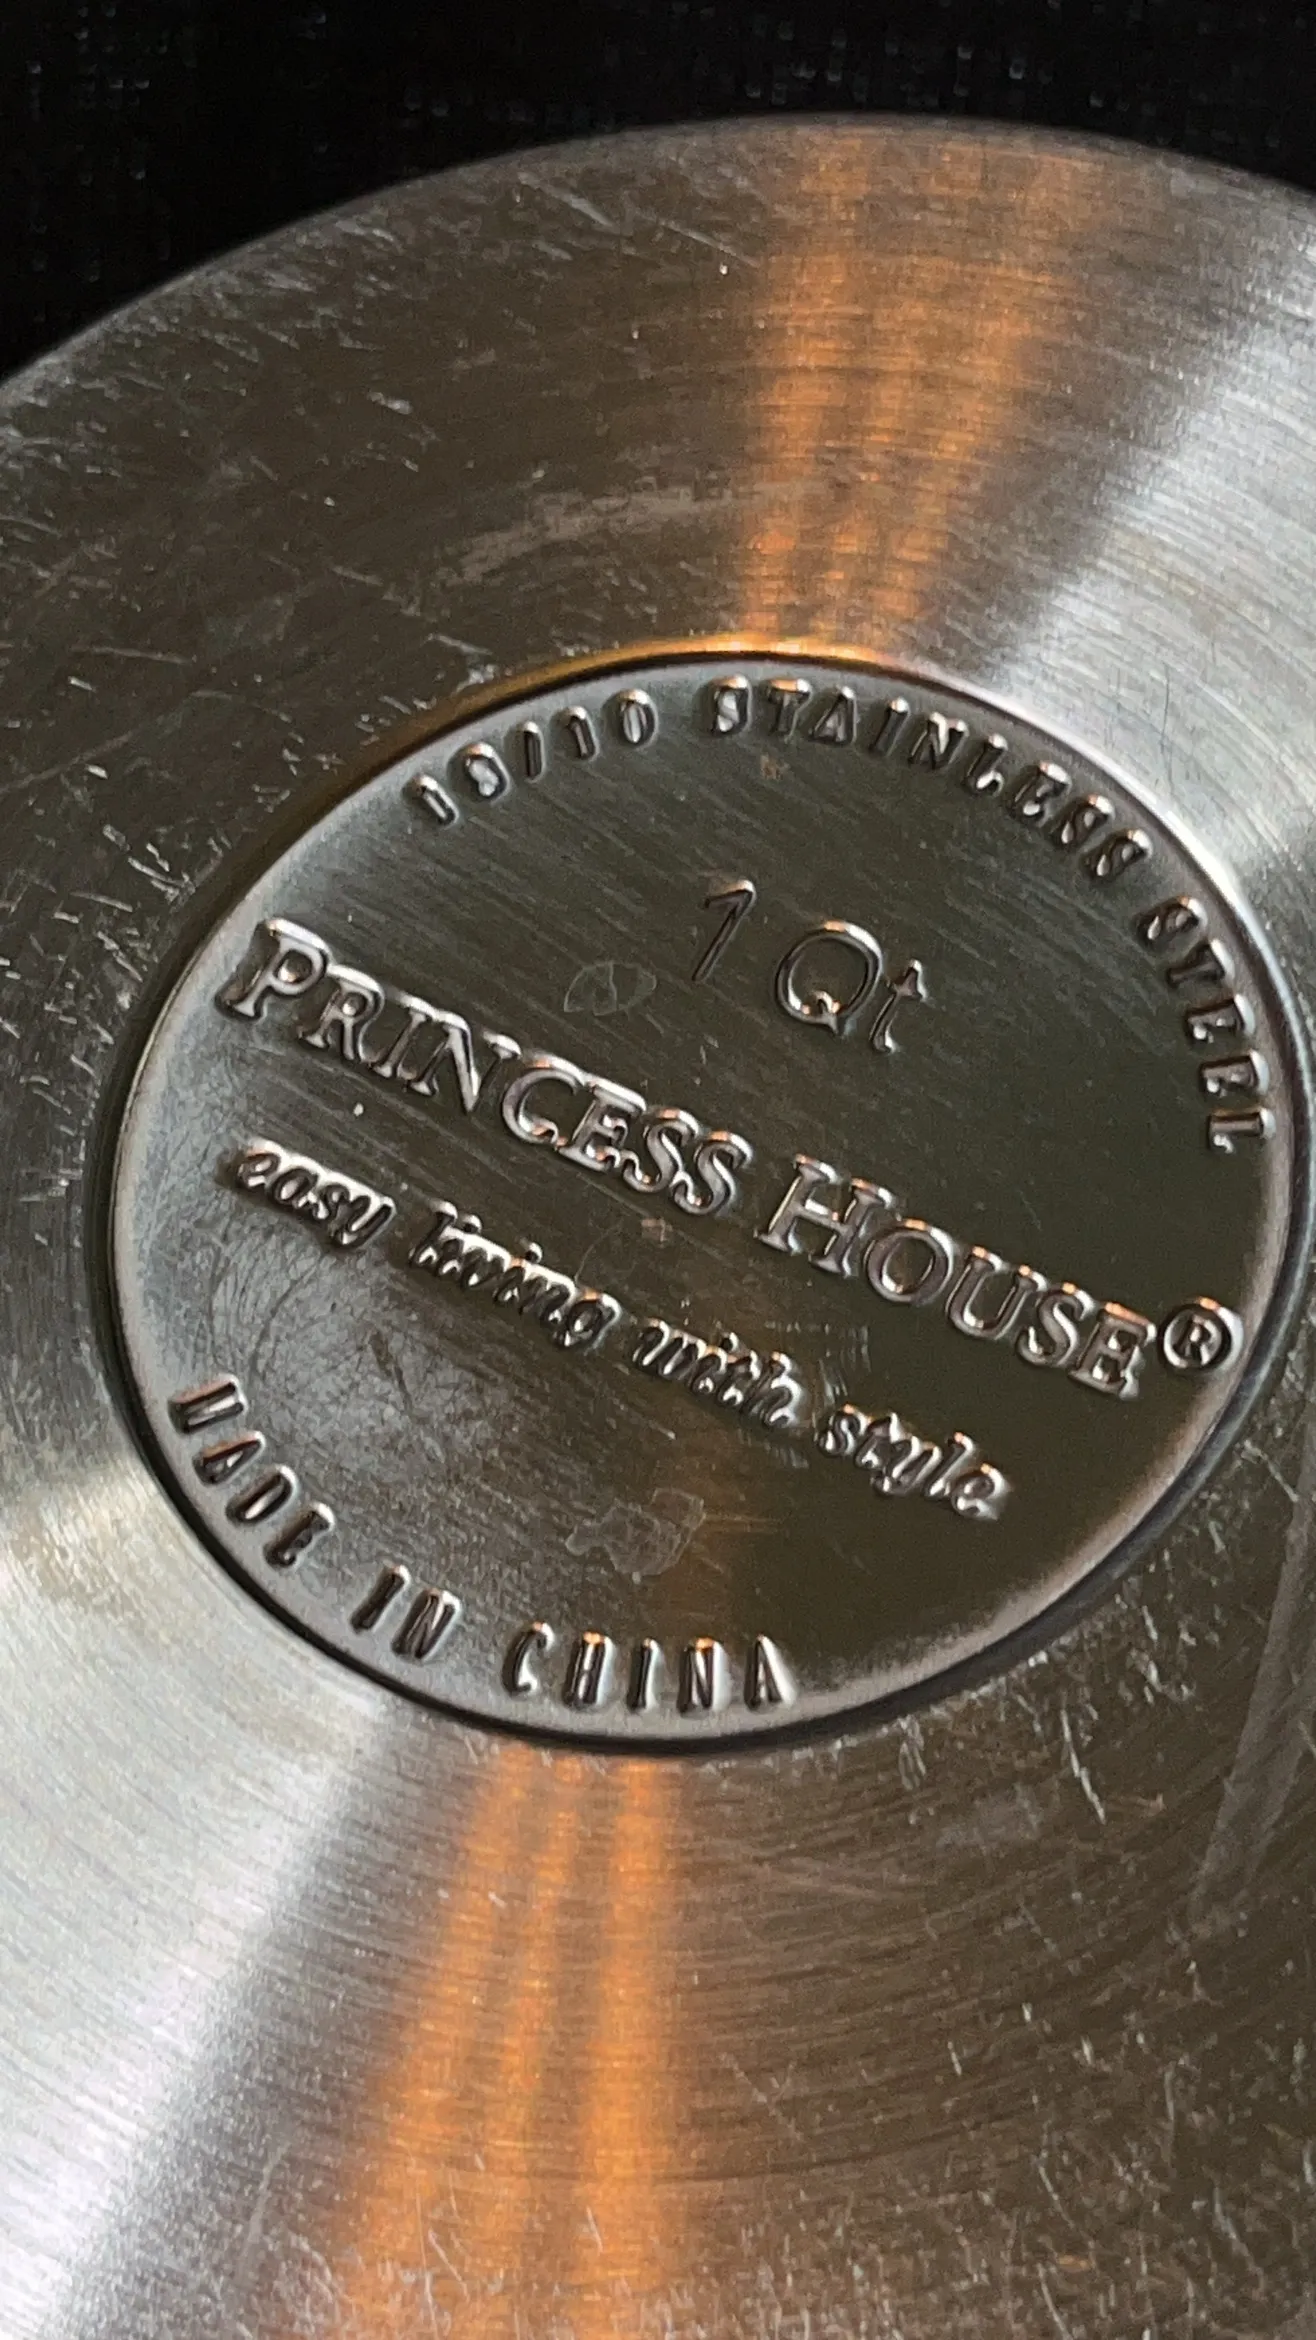 18/10 STAINLESS STEEL
1 Qt
PRINCESS HOUSE®
easy living with style
MADE IN CHINA